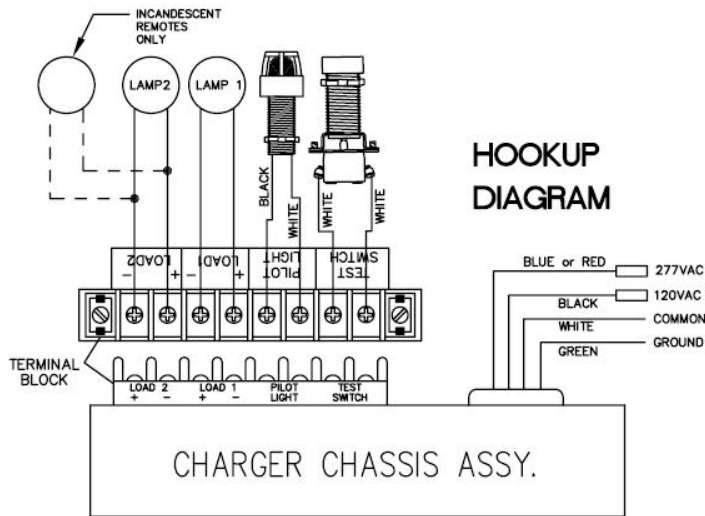 INCANDESCENT
REMOTES
ONLY
LAMP2
LAMP 1
HOOKUP
DIAGRAM
BLACK
WHITE
WHITE
WHITE
- LOAD2 +
- LOAD1 +
PILOT
LIGHT
TEST
SWITCH
BLUE or RED
277VAC
BLACK
120VAC
WHITE
COMMON
GREEN
GROUND
TERMINAL
BLOCK
LOAD 2
+ -
LOAD 1
+ -
PILOT
LIGHT
TEST
SWITCH
CHARGER CHASSIS ASSY.